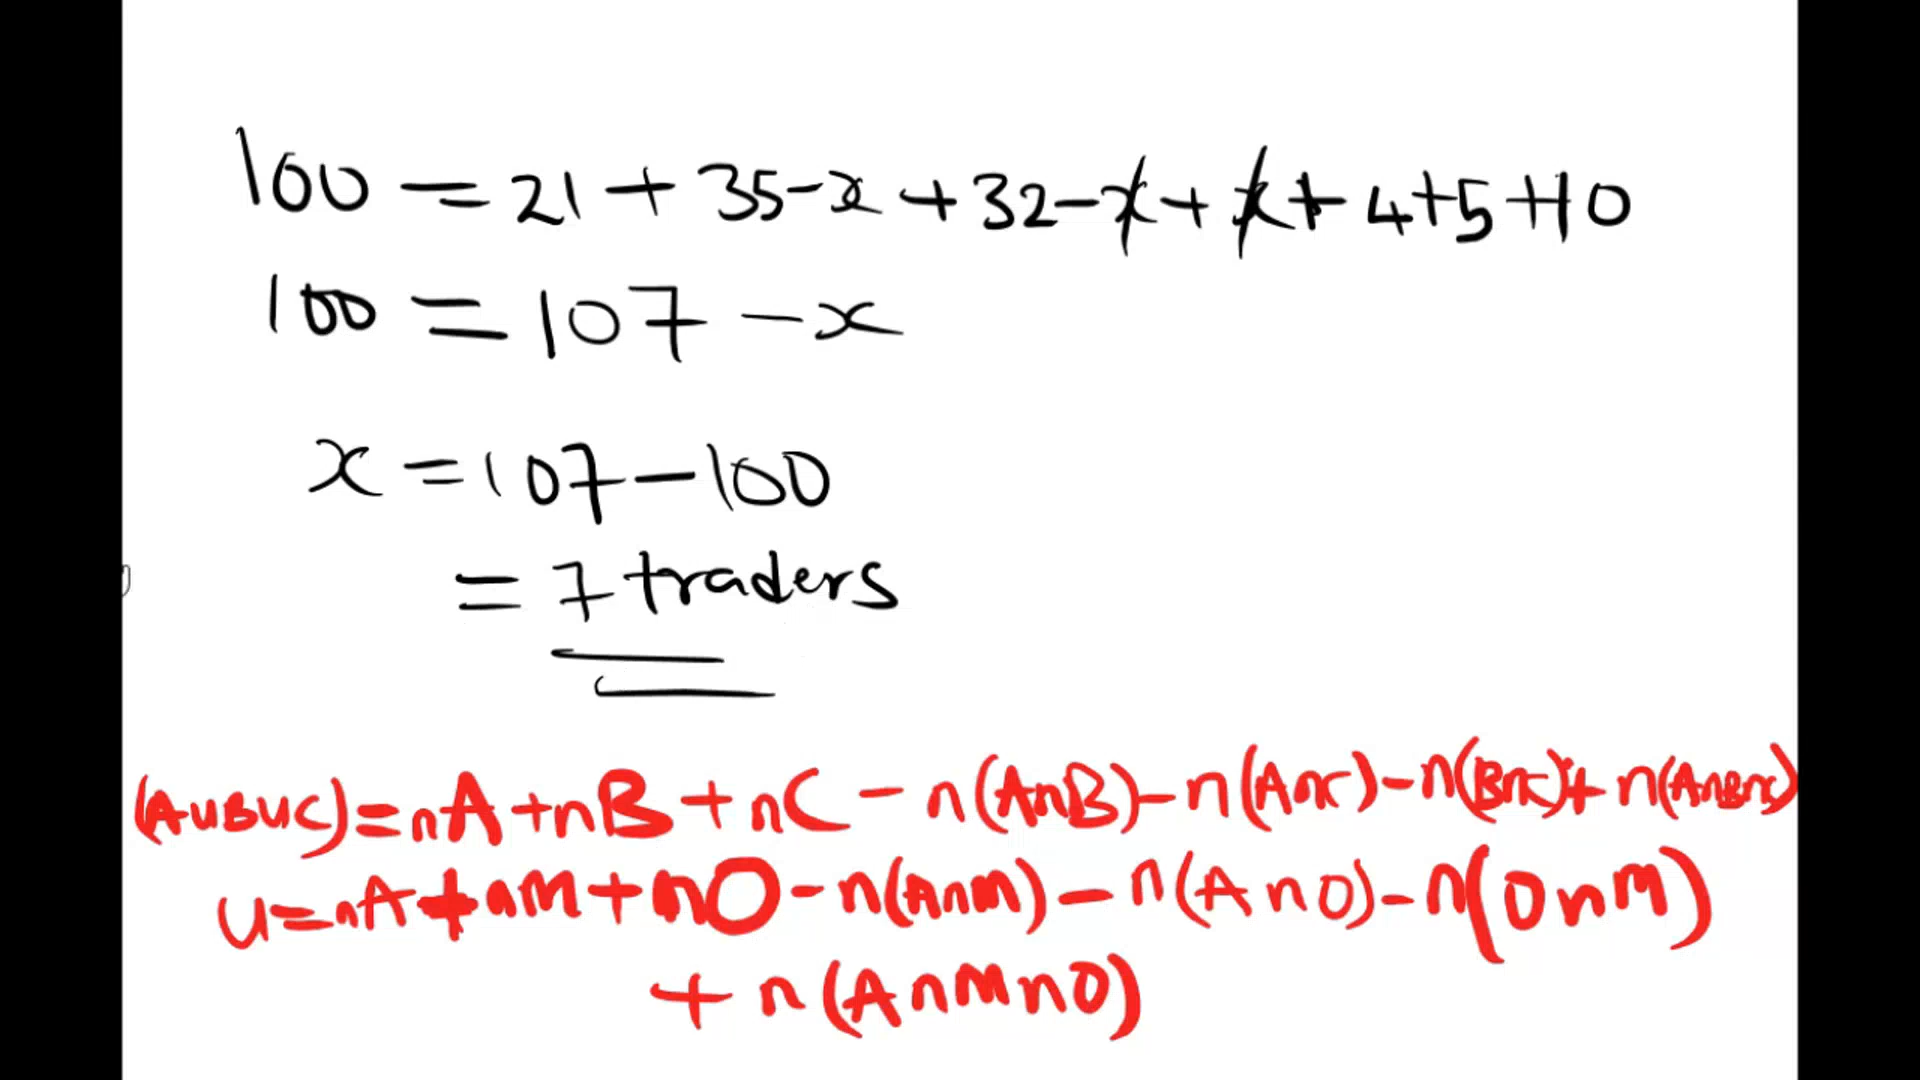 100 = 21 + 35 - x + 32 - x + x + 4 + 5 + 10
100 = 107 - x
x = 107 - 100
= 7 traders
(AUBUC) = nA + nB + nC - n(AnB) - n(AnC) - n(BnC) + n(AnBnC)
U = nA + nM + nO - n(AnM) - n(AnO) - n(OnM)
+ n(AnMnO)